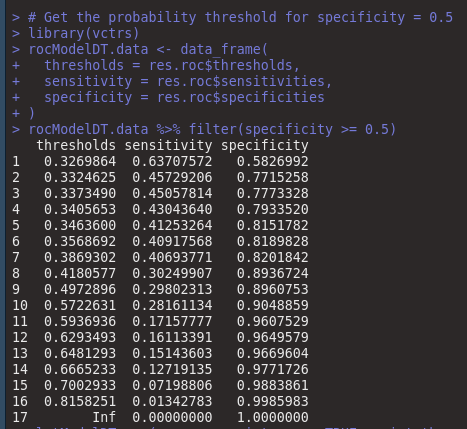 > # Get the probability threshold for specificity = 0.5
> library(vctrs)
> rocModelDT.data <- data_frame(
+   thresholds = res.roc$thresholds,
+   sensitivity = res.roc$sensitivities,
+   specificity = res.roc$specificities
+ )
> rocModelDT.data %>% filter(specificity >= 0.5)
   thresholds sensitivity specificity
1   0.3269864  0.63707572   0.5826992
2   0.3324625  0.45729206   0.7715258
3   0.3373490  0.45057814   0.7773328
4   0.3405653  0.43043640   0.7933520
5   0.3463600  0.41253264   0.8151782
6   0.3568692  0.40917568   0.8189828
7   0.3869302  0.40693771   0.8201842
8   0.4180577  0.30249907   0.8936724
9   0.4972896  0.29802313   0.8960753
10  0.5722631  0.28161134   0.9048859
11  0.5936936  0.17157777   0.9607529
12  0.6293493  0.16113391   0.9649579
13  0.6481293  0.15143603   0.9669604
14  0.6665233  0.12719135   0.9771726
15  0.7002933  0.07198806   0.9883861
16  0.8158251  0.01342783   0.9985983
17        Inf  0.00000000   1.0000000